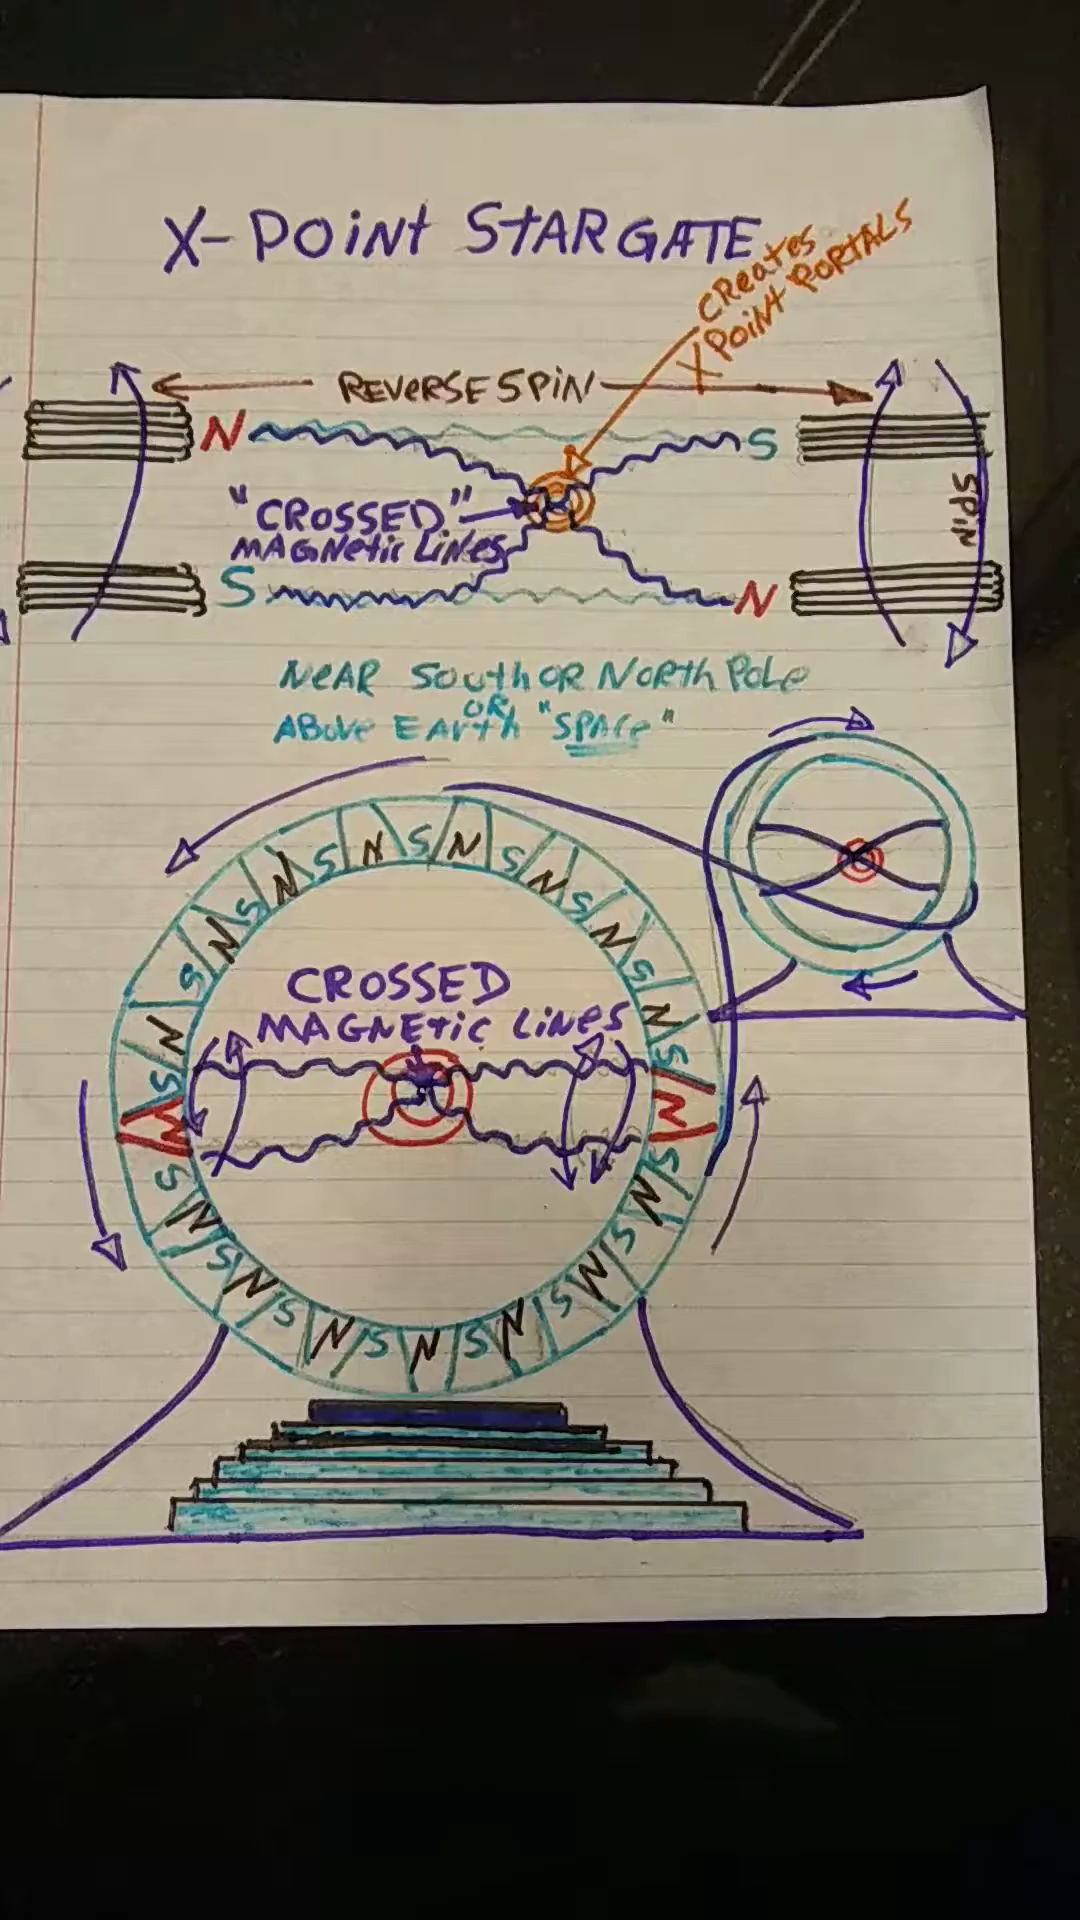 X-POINT STARGATE
CREATES
X POINT PORTALS
REVERSE SPIN
N
S
"CROSSED"
MAGNETIC LINES
SPIN
S
N
NEAR SOUTH OR NORTH POLE
OR
ABOVE EARTH "SPACE"
S N S N S N S N S N S N S N S N S N S N S N S N S N S N S N
CROSSED
MAGNETIC LINES